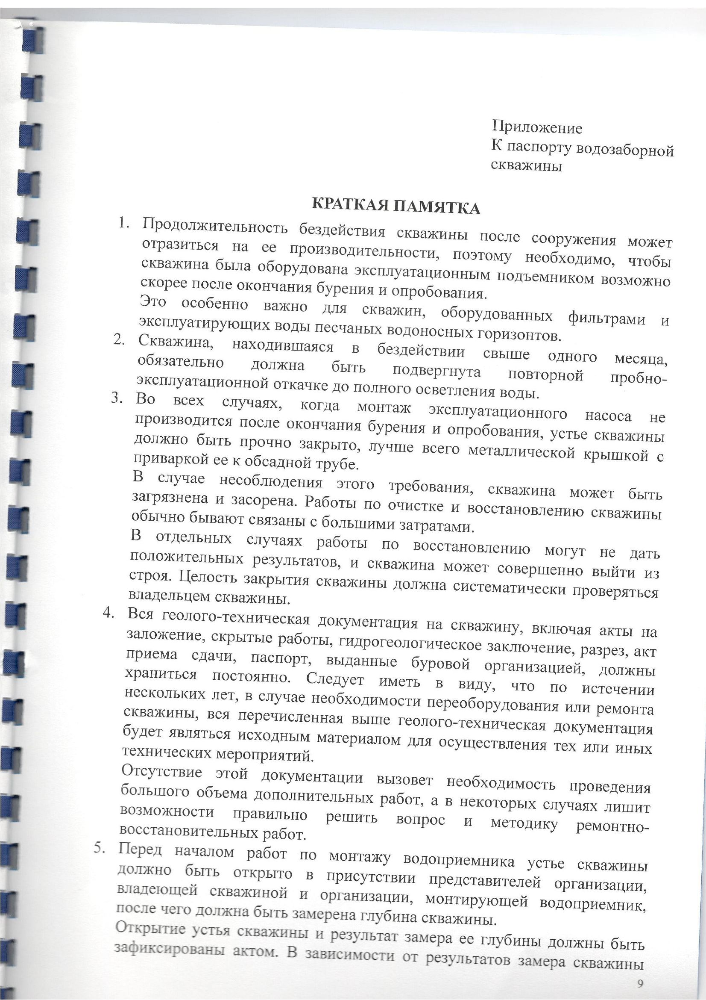 Приложение
К паспорту водозаборной
скважины
КРАТКАЯ ПАМЯТКА
1. Продолжительность бездействия скважины после сооружения может
отразиться на ее производительности, поэтому необходимо, чтобы
скважина была оборудована эксплуатационным подъемником возможно
скорее после окончания бурения и опробования.
Это особенно важно для скважин, оборудованных фильтрами и
эксплуатирующих воды песчаных водоносных горизонтов.
2. Скважина, находившаяся в бездействии свыше одного месяца,
обязательно должна быть подвергнута повторной пробно-
эксплуатационной откачке до полного осветления воды.
3. Во всех случаях, когда монтаж эксплуатационного насоса не
производится после окончания бурения и опробования, устье скважины
должно быть прочно закрыто, лучше всего металлической крышкой с
приваркой ее к обсадной трубе.
В случае несоблюдения этого требования, скважина может быть
загрязнена и засорена. Работы по очистке и восстановлению скважины
обычно бывают связаны с большими затратами.
В отдельных случаях работы по восстановлению могут не дать
положительных результатов, и скважина может совершенно выйти из
строя. Целость закрытия скважины должна систематически проверяться
владельцем скважины.
4. Вся геолого-техническая документация на скважину, включая акты на
заложение, скрытые работы, гидрогеологическое заключение, разрез, акт
приема сдачи, паспорт, выданные буровой организацией, должны
храниться постоянно. Следует иметь в виду, что по истечении
нескольких лет, в случае необходимости переоборудования или ремонта
скважины, вся перечисленная выше геолого-техническая документация
будет являться исходным материалом для осуществления тех или иных
технических мероприятий.
Отсутствие этой документации вызовет необходимость проведения
большого объема дополнительных работ, а в некоторых случаях лишит
возможности правильно решить вопрос и методику ремонтно-
восстановительных работ.
5. Перед началом работ по монтажу водоприемника устье скважины
должно быть открыто в присутствии представителей организации,
владеющей скважиной и организации, монтирующей водоприемник,
после чего должна быть замерена глубина скважины.
Открытие устья скважины и результат замера ее глубины должны быть
зафиксированы актом. В зависимости от результатов замера скважины
9